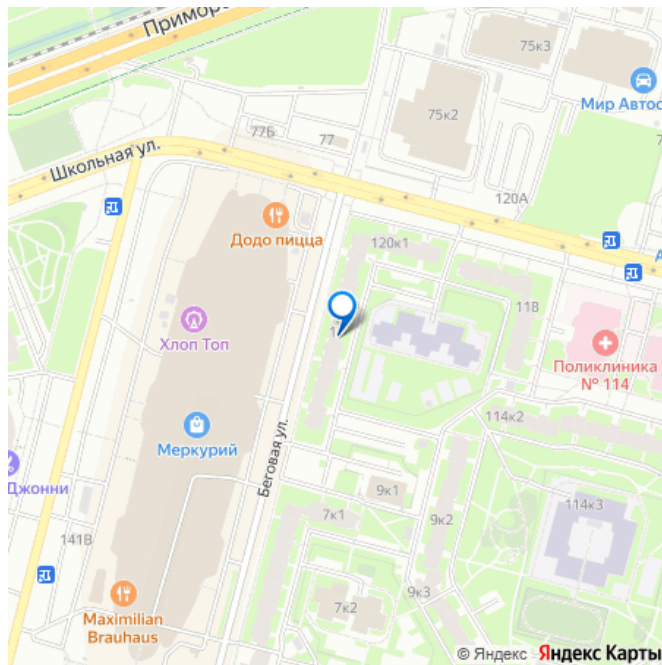 Примор
75к3
Мир Автос
75к2
77Б
77
Школьная ул.
120А
Додо пицца
120к1
11В
Хлоп Топ
Поликлиника
№ 114
114к2
Меркурий
Беговая ул.
Джонни
9к1
114к3
7к1
9к2
141В
9к3
Maximilian
Brauhaus
7к2
© Яндекс Яндекс Карты